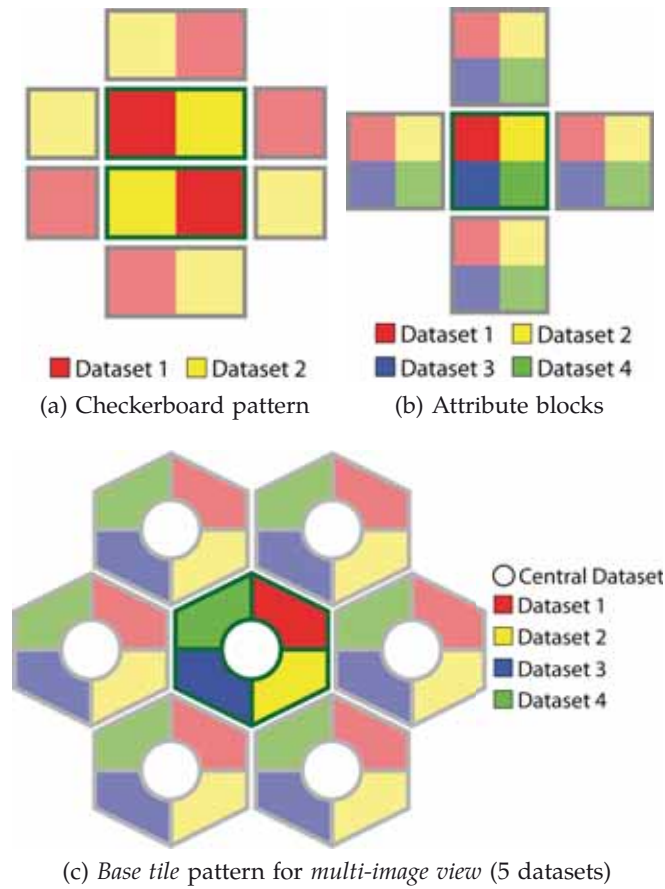 Dataset 1 Dataset 2
(a) Checkerboard pattern
Dataset 1 Dataset 2
Dataset 3 Dataset 4
(b) Attribute blocks
Central Dataset
Dataset 1
Dataset 2
Dataset 3
Dataset 4
(c) Base tile pattern for multi-image view (5 datasets)